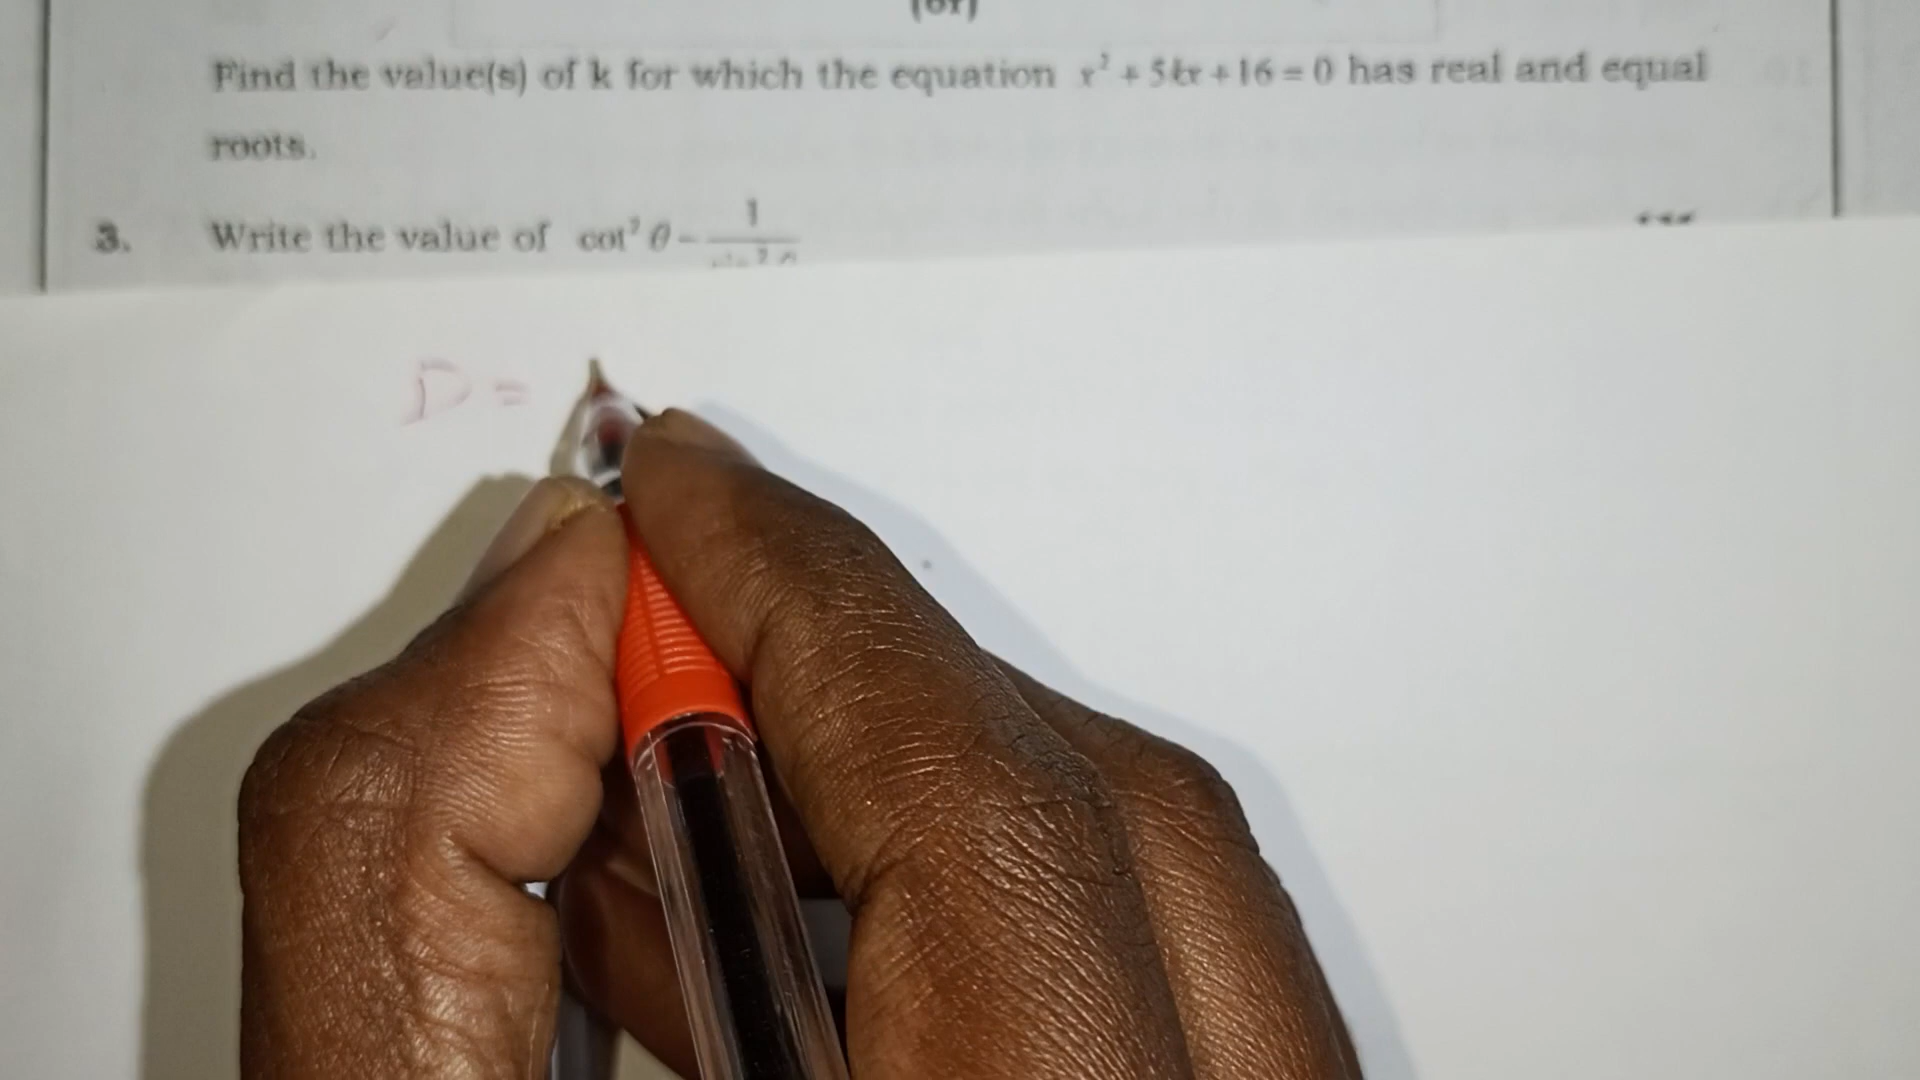 (or)
Find the value(s) of k for which the equation x² + 5kx + 16 = 0 has real and equal
roots.
3. Write the value of cot² θ - 1
D =